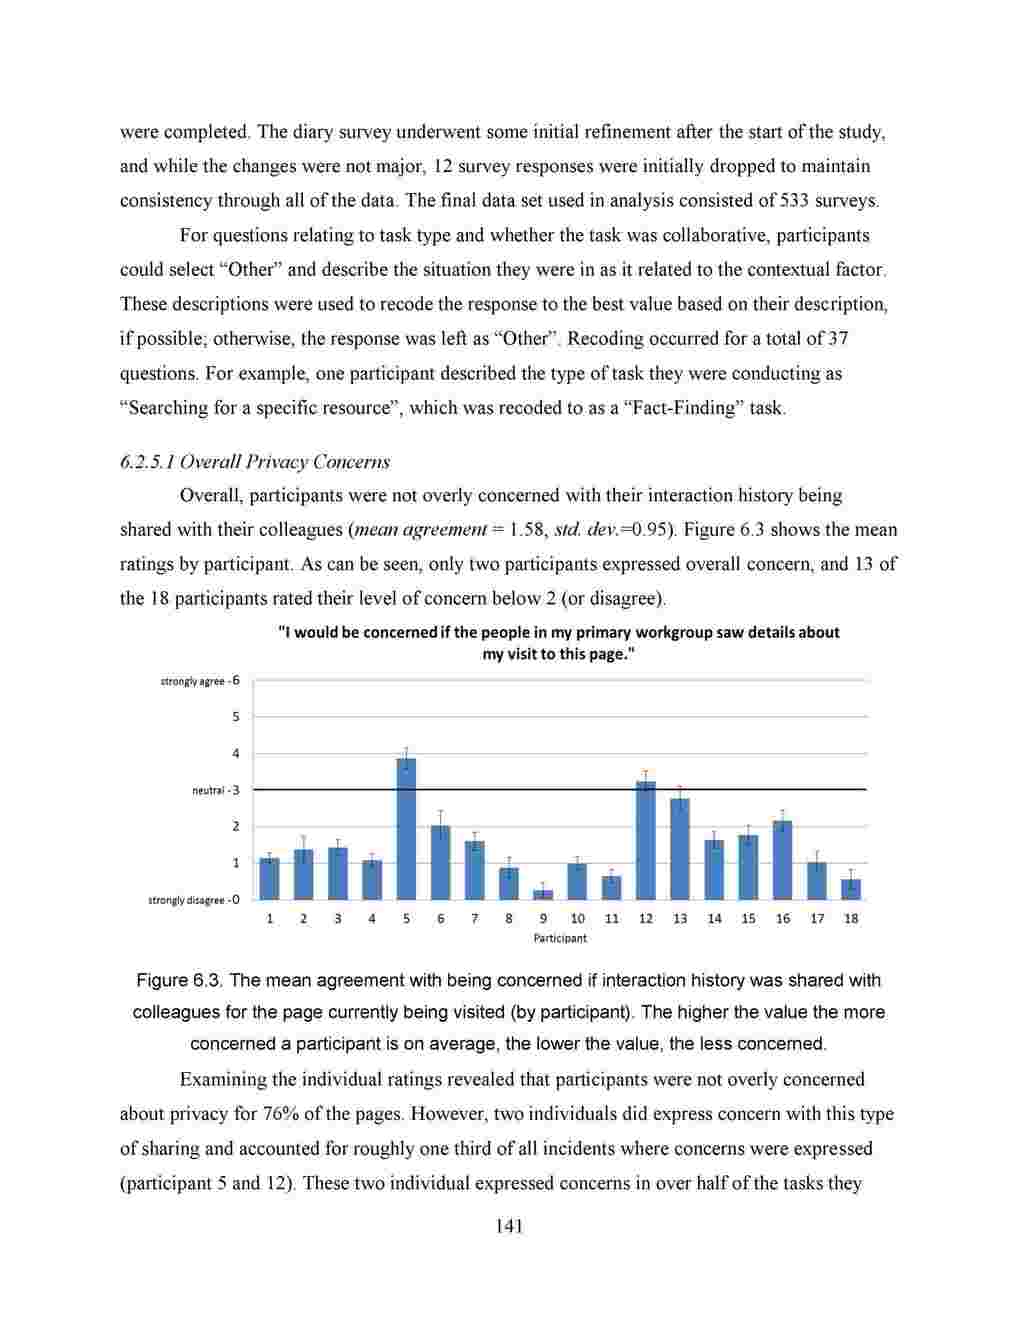 were completed. The diary survey underwent some initial refinement after the start of the study,
and while the changes were not major, 12 survey responses were initially dropped to maintain
consistency through all of the data. The final data set used in analysis consisted of 533 surveys.
For questions relating to task type and whether the task was collaborative, participants
could select “Other” and describe the situation they were in as it related to the contextual factor.
These descriptions were used to recode the response to the best value based on their description,
if possible; otherwise, the response was left as “Other”. Recoding occurred for a total of 37
questions. For example, one participant described the type of task they were conducting as
“Searching for a specific resource”, which was recoded to as a “Fact-Finding” task.
6.2.5.1 Overall Privacy Concerns
Overall, participants were not overly concerned with their interaction history being
shared with their colleagues (mean agreement = 1.58, std. dev.=0.95). Figure 6.3 shows the mean
ratings by participant. As can be seen, only two participants expressed overall concern, and 13 of
the 18 participants rated their level of concern below 2 (or disagree).
"I would be concerned if the people in my primary workgroup saw details about
my visit to this page."
strongly agree - 6
5
4
neutral - 3
2
1
strongly disagree - 0
1 2 3 4 5 6 7 8 9 10 11 12 13 14 15 16 17 18
Participant
Figure 6.3. The mean agreement with being concerned if interaction history was shared with
colleagues for the page currently being visited (by participant). The higher the value the more
concerned a participant is on average, the lower the value, the less concerned.
Examining the individual ratings revealed that participants were not overly concerned
about privacy for 76% of the pages. However, two individuals did express concern with this type
of sharing and accounted for roughly one third of all incidents where concerns were expressed
(participant 5 and 12). These two individual expressed concerns in over half of the tasks they
141